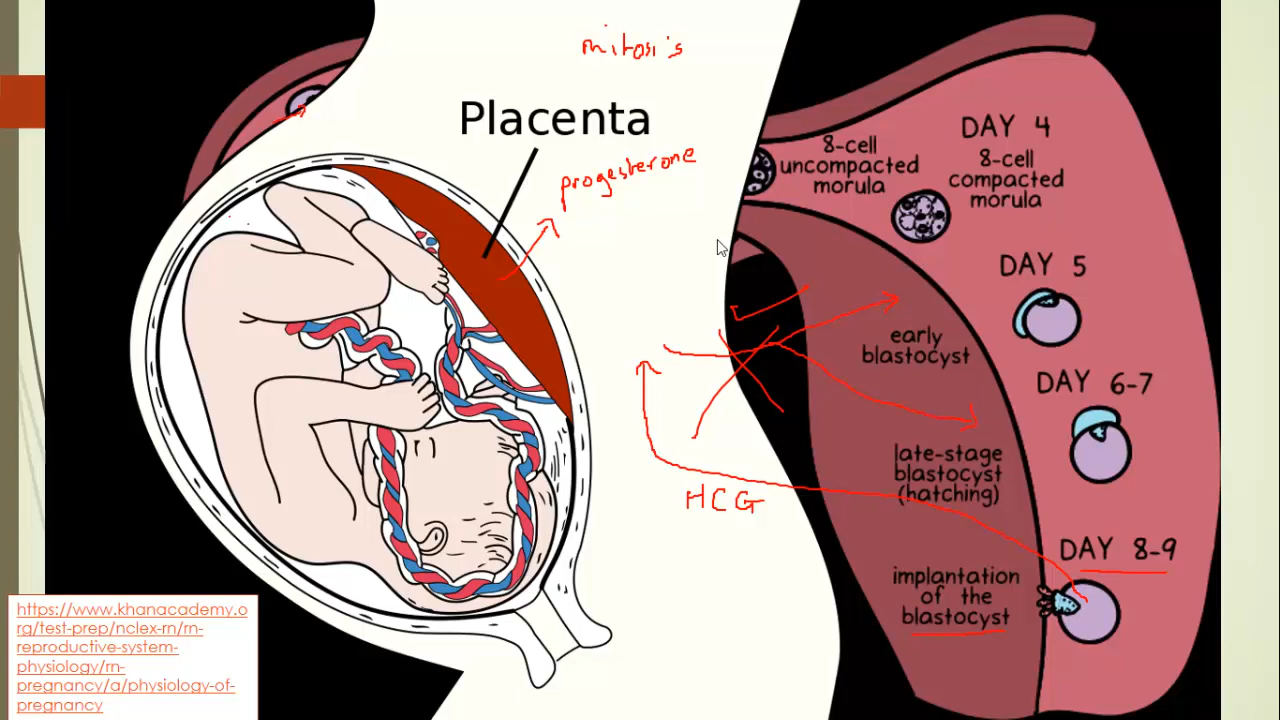 mitosis
Placenta
progesterone
8-cell
uncompacted
morula
DAY 4
8-cell
compacted
morula
DAY 5
early
blastocyst
DAY 6-7
late-stage
blastocyst
(hatching)
HCG
DAY 8-9
implantation
of the
blastocyst
https://www.khanacademy.o
rg/test-prep/nclex-rn/rn-
reproductive-system-
physiology/rn-
pregnancy/a/physiology-of-
pregnancy